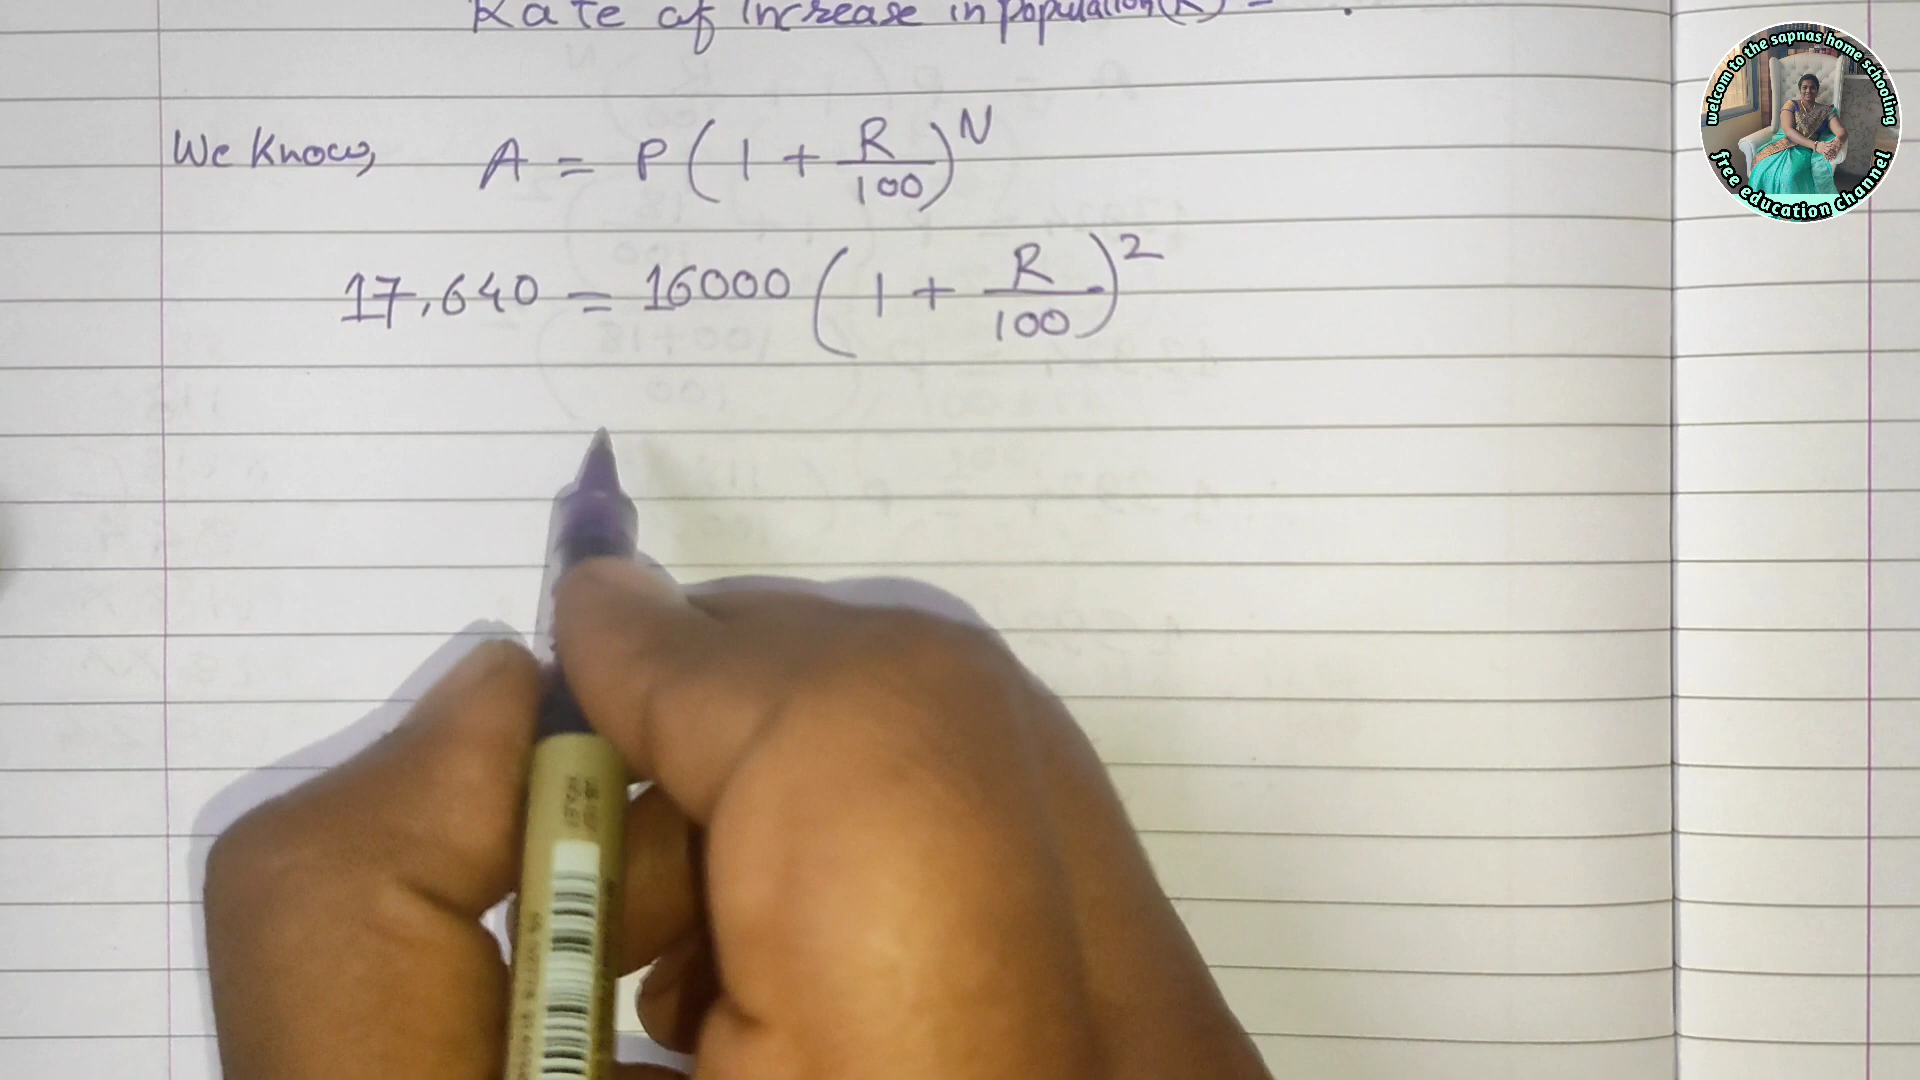 Rate of Increase in population(R) = .
We Know, A = P(1 + R/100)^N
17,640 = 16000(1 + R/100)^2
welcom to the sapnas home schooling
free education channel